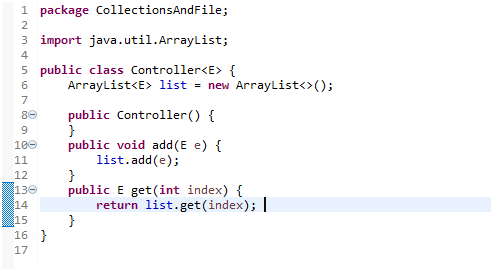 1 package CollectionsAndFile;
2
3 import java.util.ArrayList;
4
5 public class Controller<E> {
6     ArrayList<E> list = new ArrayList<>();
7
8     public Controller() {
9     }
10     public void add(E e) {
11         list.add(e);
12     }
13     public E get(int index) {
14         return list.get(index);
15     }
16 }
17